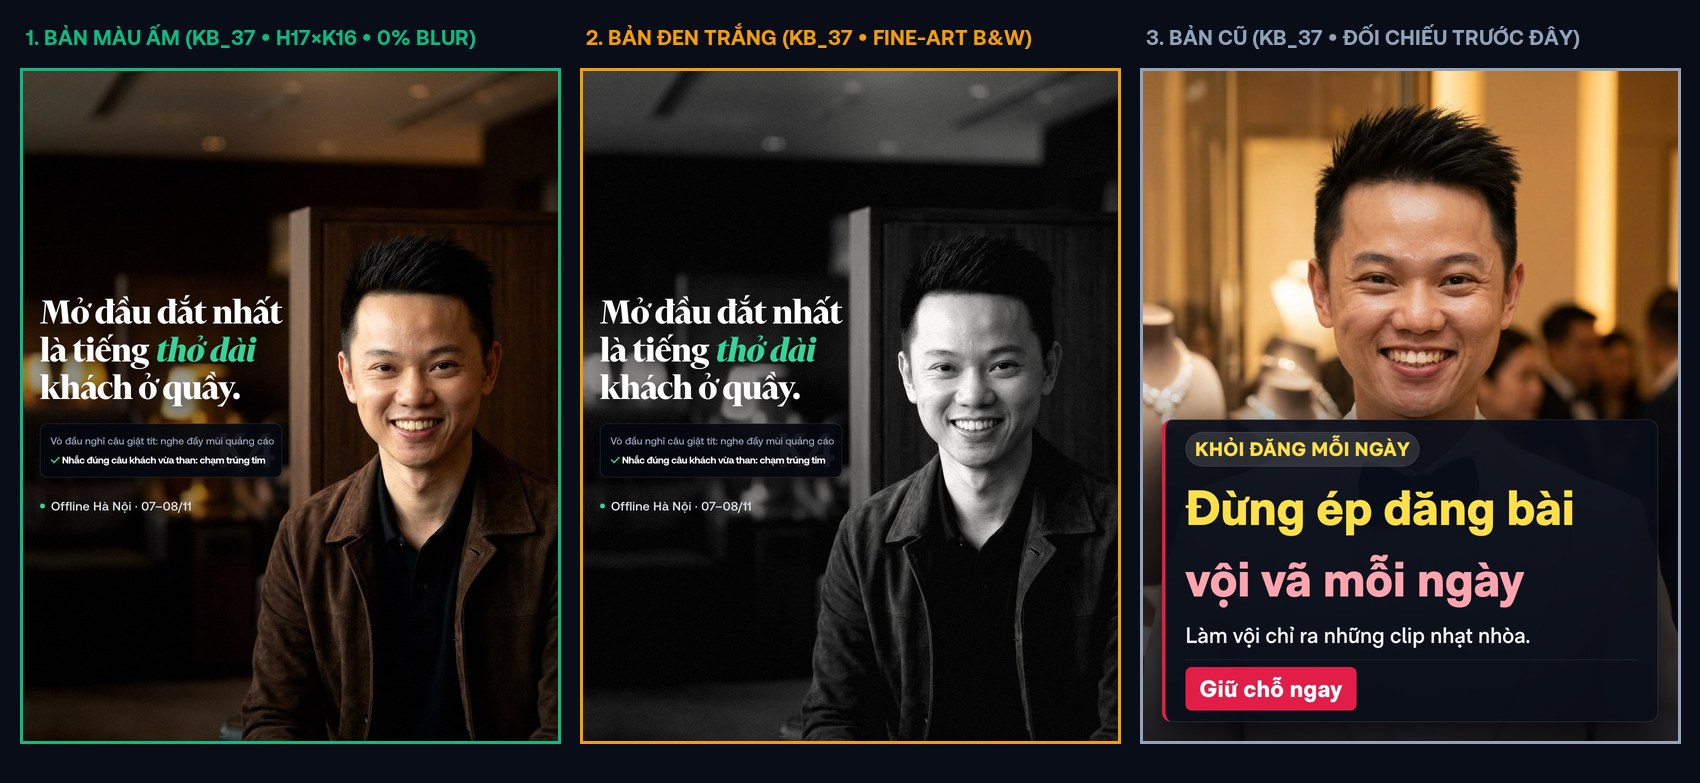 1. BẢN MÀU ẤM (KB_37 • H17×K16 • 0% BLUR)
Mở đầu đắt nhất
là tiếng thở dài
khách ở quầy.
Vò đầu nghĩ câu giật tít: nghe đầy mùi quảng cáo
✓ Nhắc đúng câu khách vừa than: chạm trúng tim
• Offline Hà Nội · 07–08/11
2. BẢN ĐEN TRẮNG (KB_37 • FINE-ART B&W)
Mở đầu đắt nhất
là tiếng thở dài
khách ở quầy.
Vò đầu nghĩ câu giật tít: nghe đầy mùi quảng cáo
✓ Nhắc đúng câu khách vừa than: chạm trúng tim
• Offline Hà Nội · 07–08/11
3. BẢN CŨ (KB_37 • ĐỐI CHIẾU TRƯỚC ĐÂY)
KHỎI ĐĂNG MỖI NGÀY
Đừng ép đăng bài
vội vã mỗi ngày
Làm vội chỉ ra những clip nhạt nhòa.
Giữ chỗ ngay